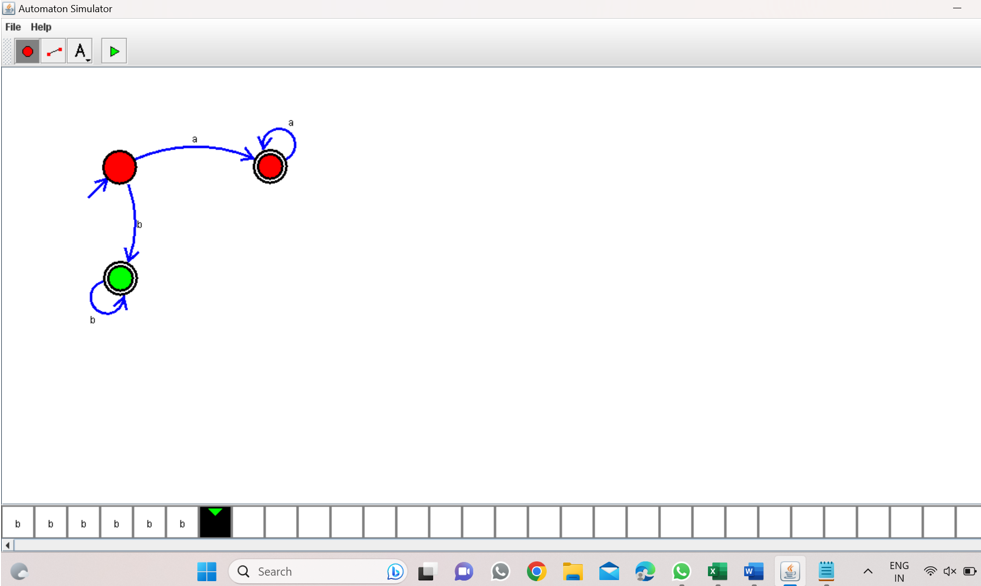 Automaton Simulator
File Help
A
a
a
b
b
b b b b b b
Search
ENG
IN